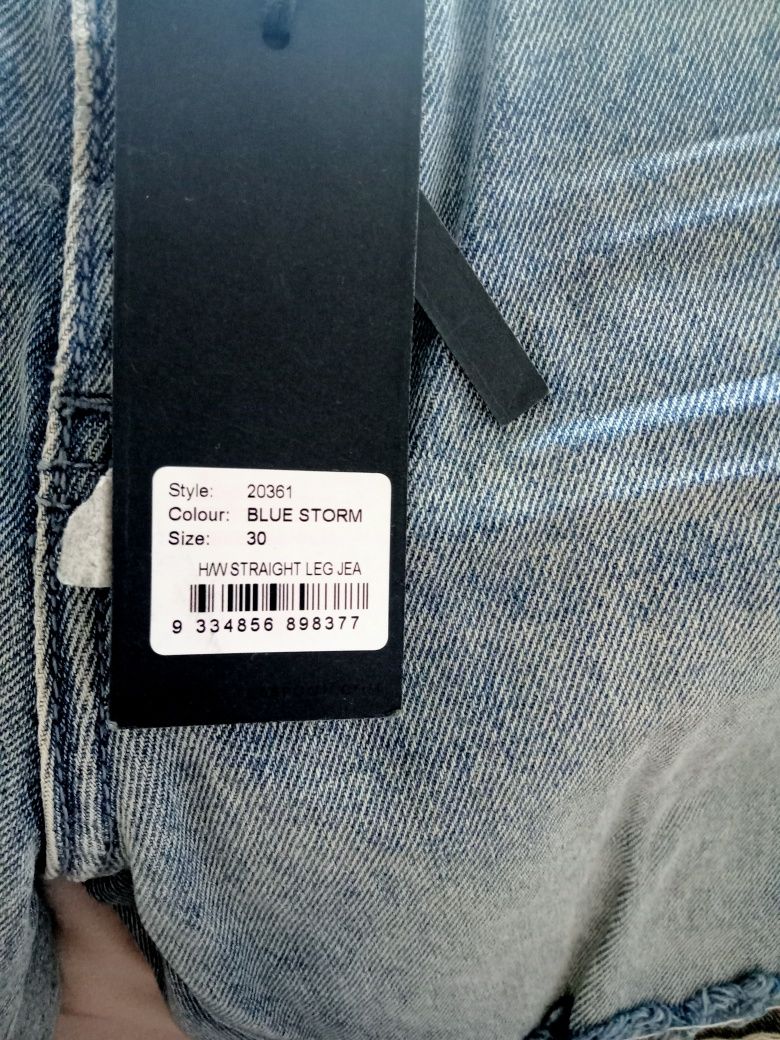 Style: 20361
Colour: BLUE STORM
Size: 30
H/W STRAIGHT LEG JEA
9 334856 898377